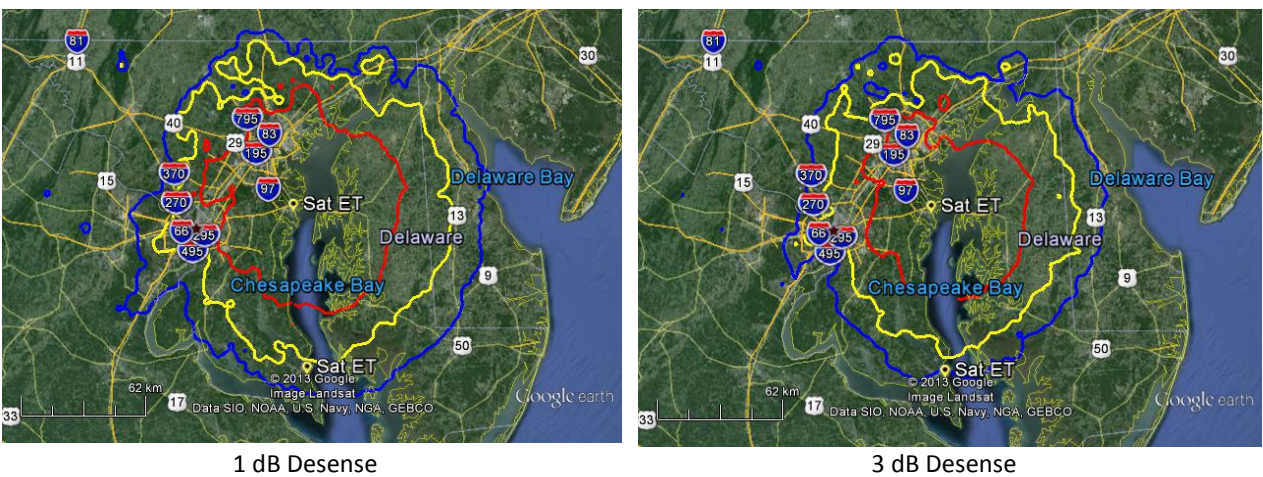 81
11
30
40
795
83
29
195
370
15
97
Delaware Bay
270
Sat ET
13
66
295
Delaware
495
9
Chesapeake Bay
50
Sat ET
© 2013 Google
62 km
Image Landsat
17
Data SIO, NOAA, U.S. Navy, NGA, GEBCO
Google earth
33
1 dB Desense
81
11
30
40
795
83
29
195
370
15
97
Delaware Bay
270
Sat ET
13
66
295
Delaware
495
9
Chesapeake Bay
50
Sat ET
© 2013 Google
62 km
Image Landsat
17
Data SIO, NOAA, U.S. Navy, NGA, GEBCO
Google earth
33
3 dB Desense